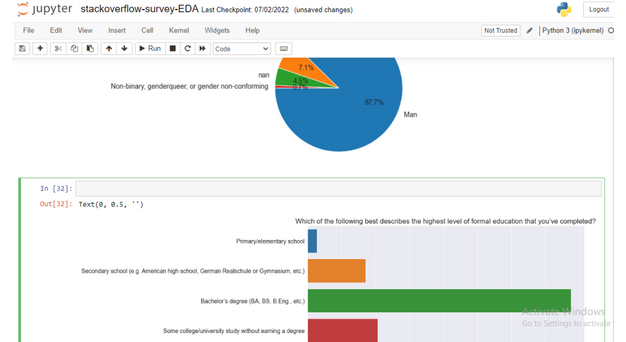 jupyter stackoverflow-survey-EDA Last Checkpoint: 07/02/2022 (unsaved changes) Logout
File Edit View Insert Cell Kernel Widgets Help Not Trusted Python 3 (ipykernel)
Run Code
7.1%
nan
4.5%
Non-binary, genderqueer, or gender non-conforming
0.7%
87.7%
Man
In [32]:
Out[32]: Text(0, 0.5, '')
Which of the following best describes the highest level of formal education that you've completed?
Primary/elementary school
Secondary school (e.g. American high school, German Realschule or Gymnasium, etc.)
Bachelor's degree (BA, BS, B.Eng., etc.)
Activate Windows
Go to Settings to activate
Some college/university study without earning a degree